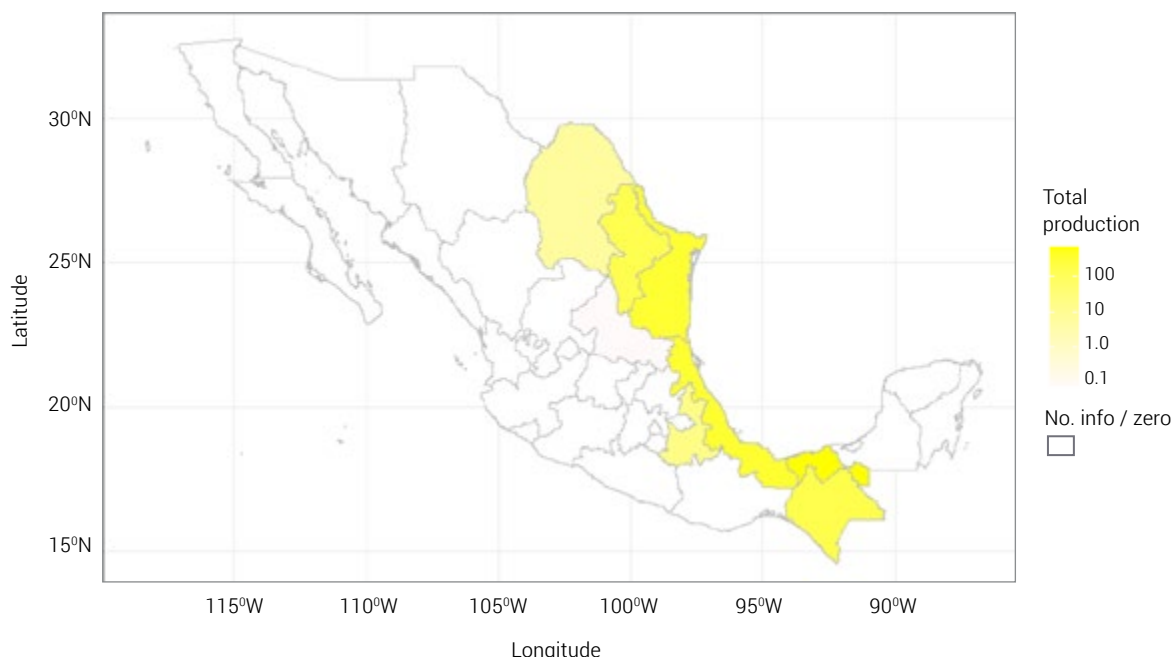 30⁰N
25⁰N
20⁰N
15⁰N
Latitude
115⁰W 110⁰W 105⁰W 100⁰W 95⁰W 90⁰W
Longitude
Total
production
100
10
1.0
0.1
No. info / zero